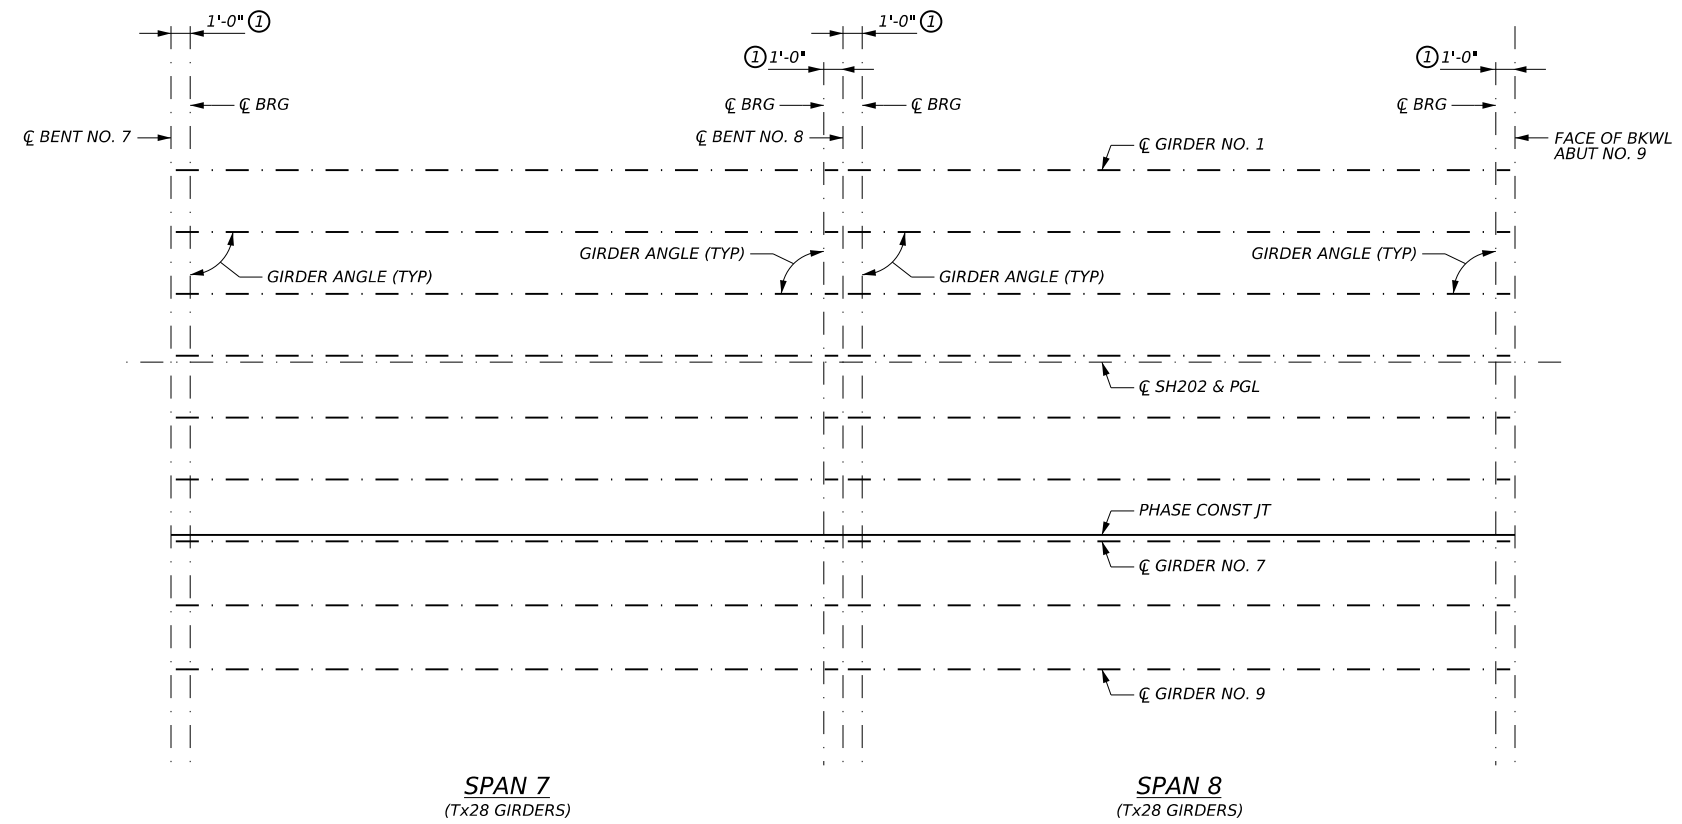 1'-0" ①
1'-0" ①
① 1'-0"
① 1'-0"
℄ BRG
℄ BRG
℄ BRG
℄ BRG
℄ BENT NO. 7
℄ BENT NO. 8
℄ GIRDER NO. 1
FACE OF BKWL
ABUT NO. 9
GIRDER ANGLE (TYP)
GIRDER ANGLE (TYP)
GIRDER ANGLE (TYP)
GIRDER ANGLE (TYP)
℄ SH202 & PGL
PHASE CONST JT
℄ GIRDER NO. 7
℄ GIRDER NO. 9
SPAN 7
(Tx28 GIRDERS)
SPAN 8
(Tx28 GIRDERS)